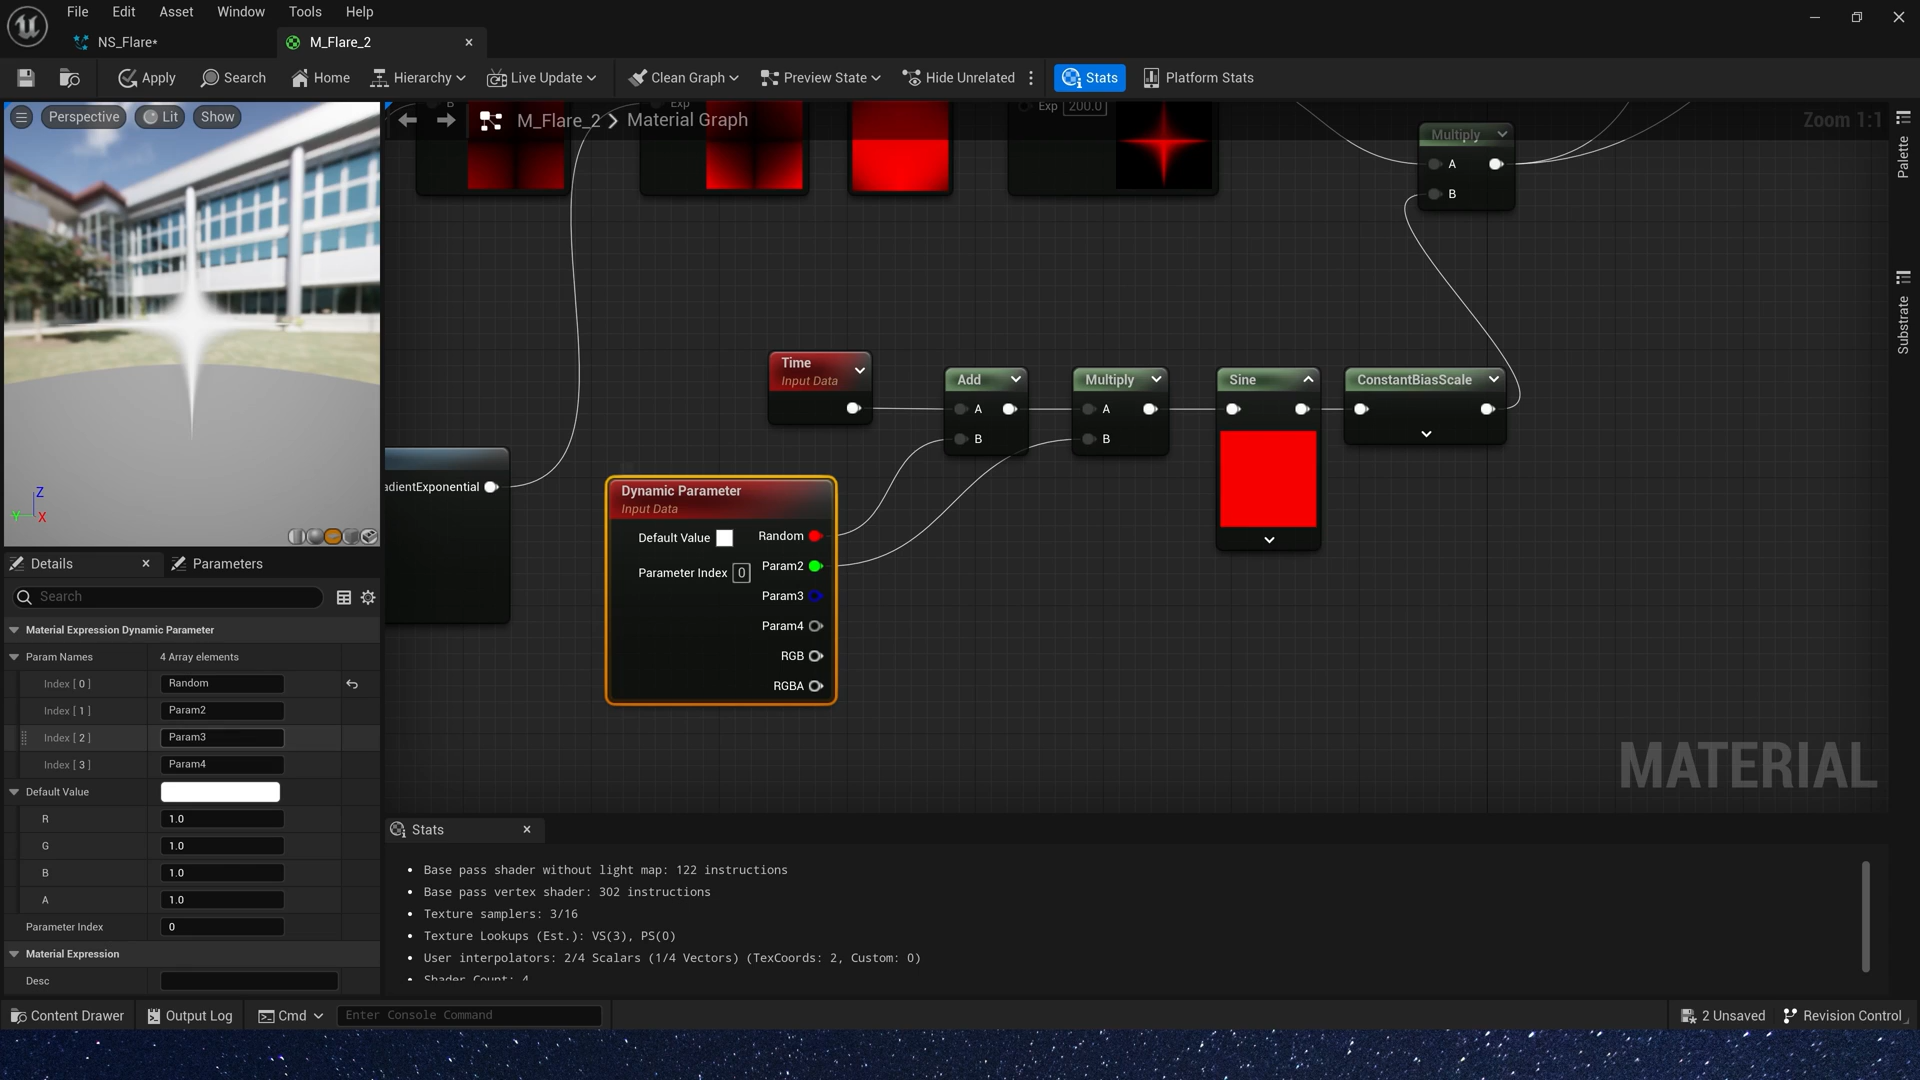 File Edit Asset Window Tools Help
NS_Flare*
M_Flare_2
Apply
Search
Home
Hierarchy
Live Update
Clean Graph
Preview State
Hide Unrelated
Stats
Platform Stats
Perspective
Lit
Show
B
Exp
Exp 200.0
M_Flare_2 > Material Graph
Zoom 1:1
Palette
Substrate
Multiply
A
B
Time
Input Data
Add
A
B
Multiply
A
B
Sine
ConstantBiasScale
adientExponential
Dynamic Parameter
Input Data
Default Value
Random
Parameter Index 0
Param2
Param3
Param4
RGB
RGBA
MATERIAL
Z
Y
X
Details
Parameters
Search
Material Expression Dynamic Parameter
Param Names 4 Array elements
Index [ 0 ] Random
Index [ 1 ] Param2
Index [ 2 ] Param3
Index [ 3 ] Param4
Default Value
R 1.0
G 1.0
B 1.0
A 1.0
Parameter Index 0
Material Expression
Desc
Stats
• Base pass shader without light map: 122 instructions
• Base pass vertex shader: 302 instructions
• Texture samplers: 3/16
• Texture Lookups (Est.): VS(3), PS(0)
• User interpolators: 2/4 Scalars (1/4 Vectors) (TexCoords: 2, Custom: 0)
• Shader Count: 4
Content Drawer
Output Log
Cmd
Enter Console Command
2 Unsaved
Revision Control